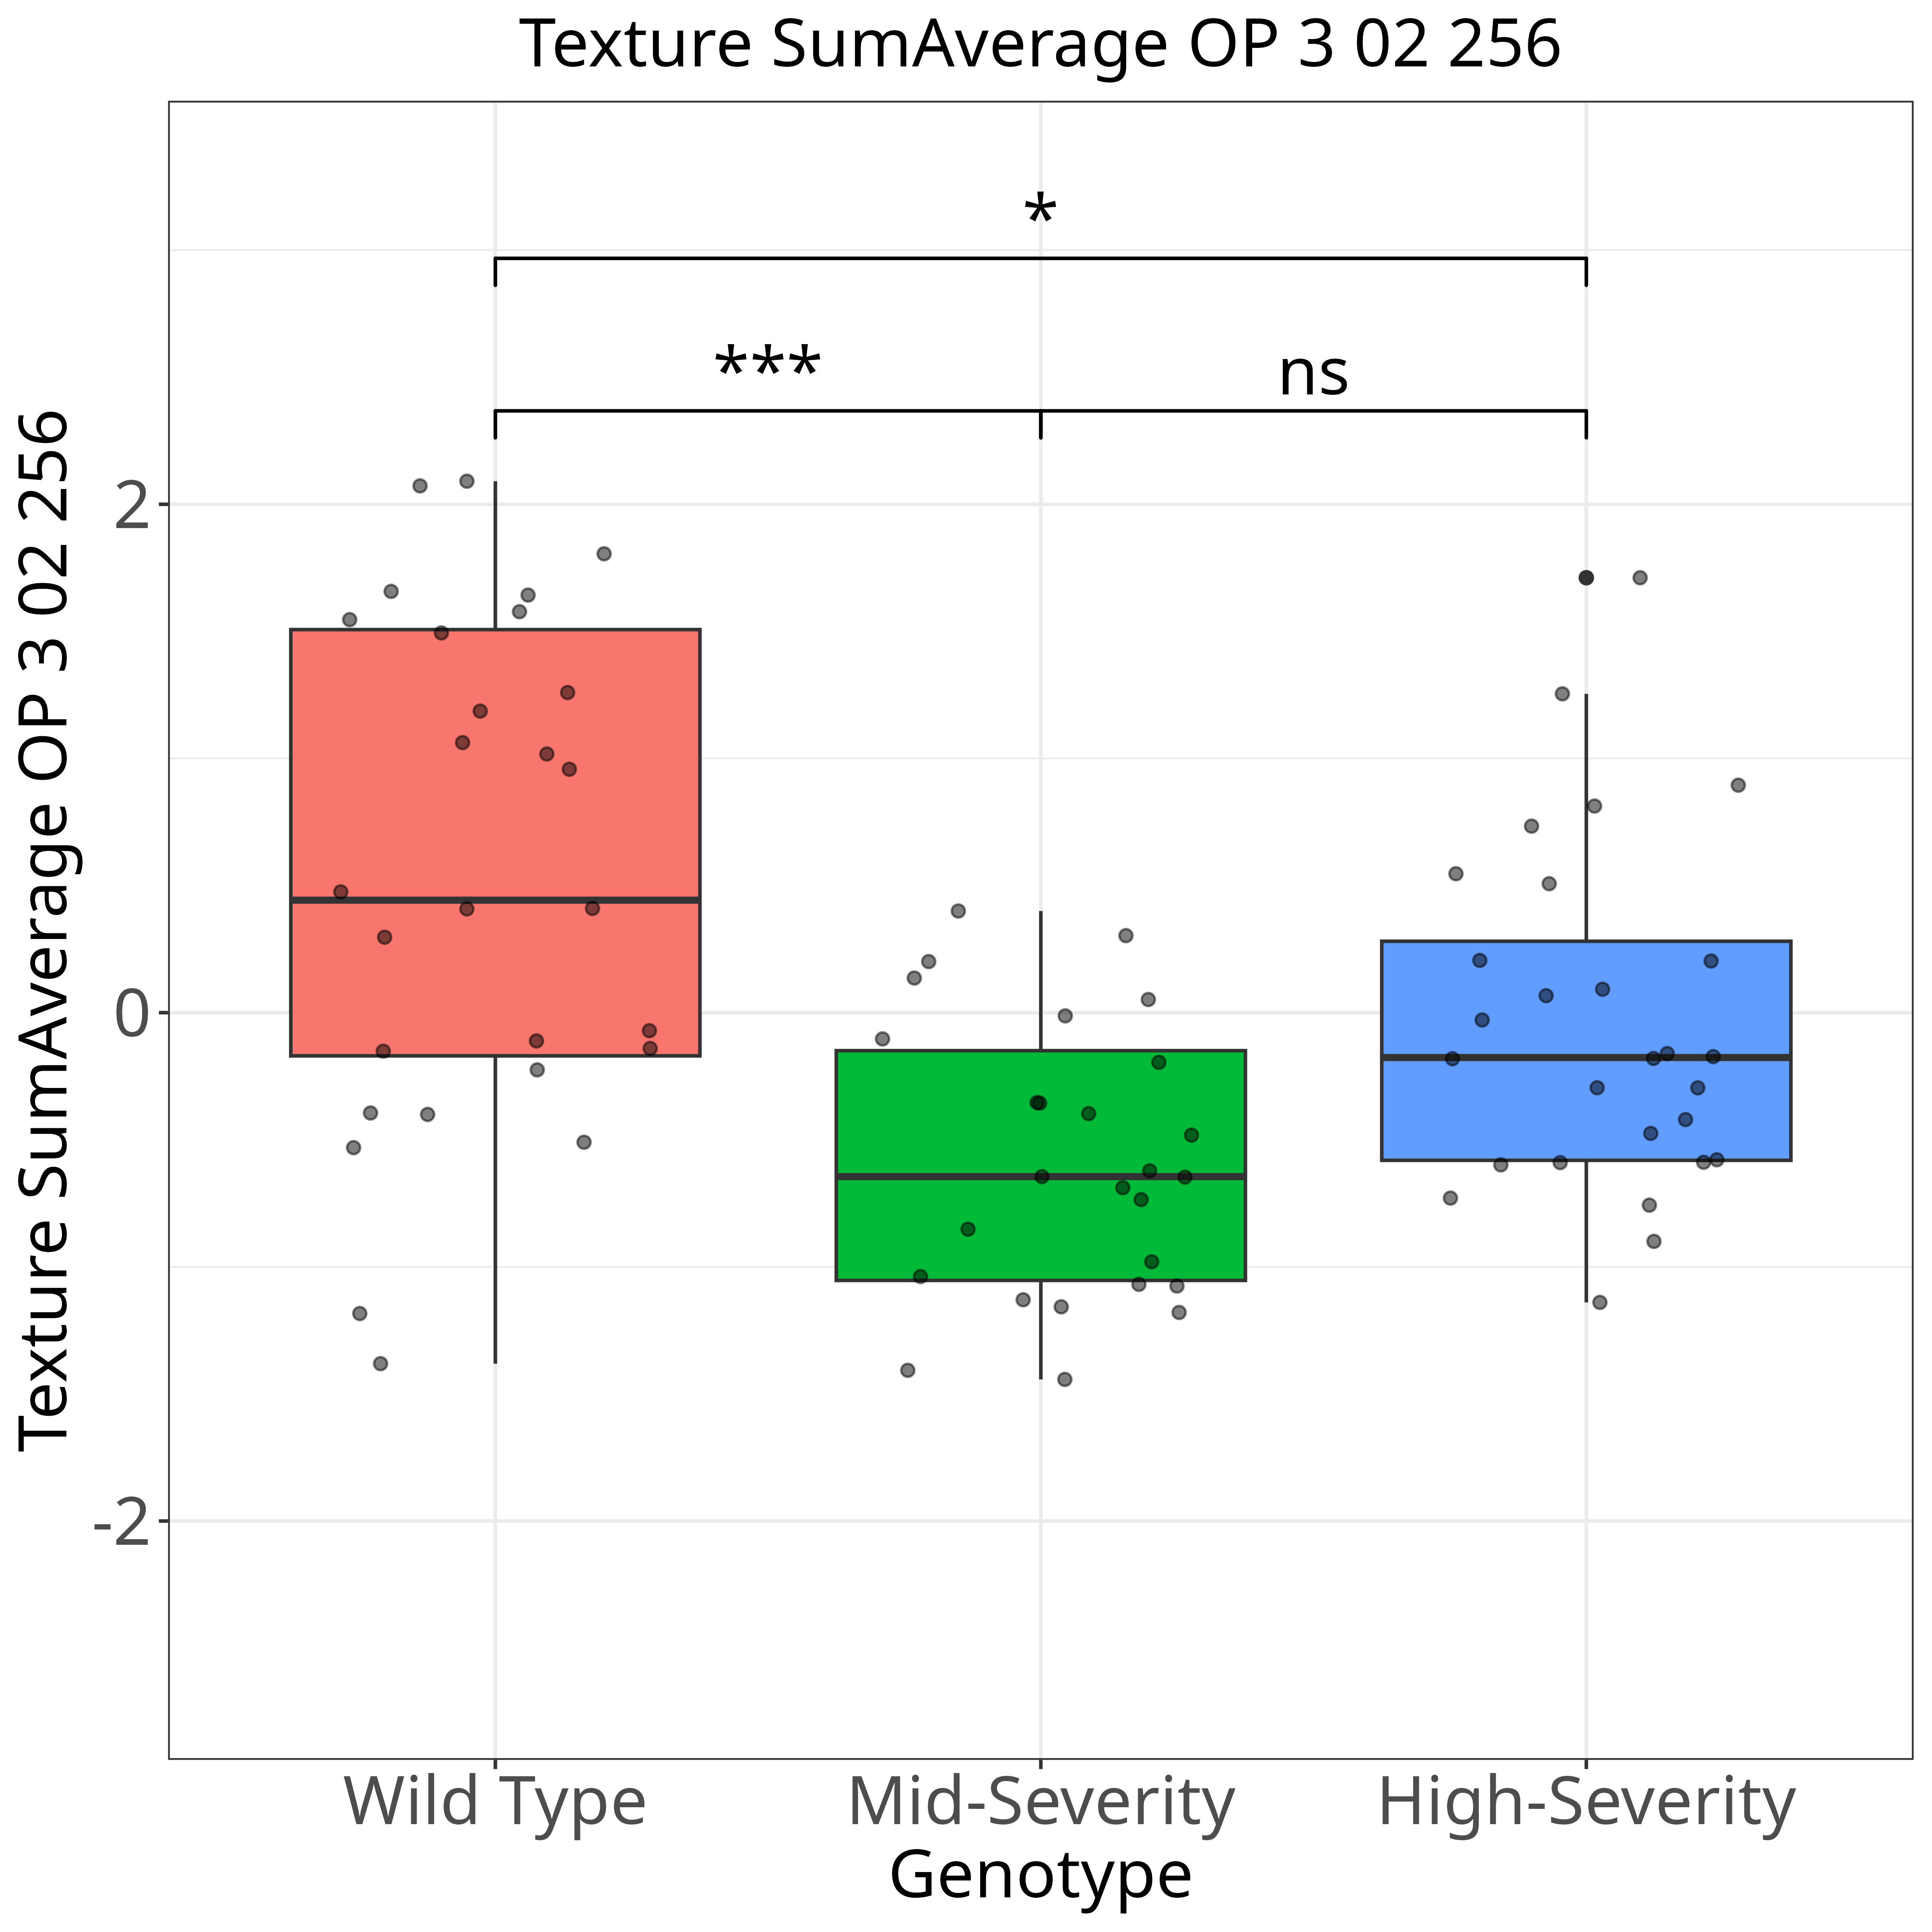 Texture SumAverage OP 3 02 256
*
***
ns
Texture SumAverage OP 3 02 256
2
0
-2
Wild Type
Mid-Severity
High-Severity
Genotype